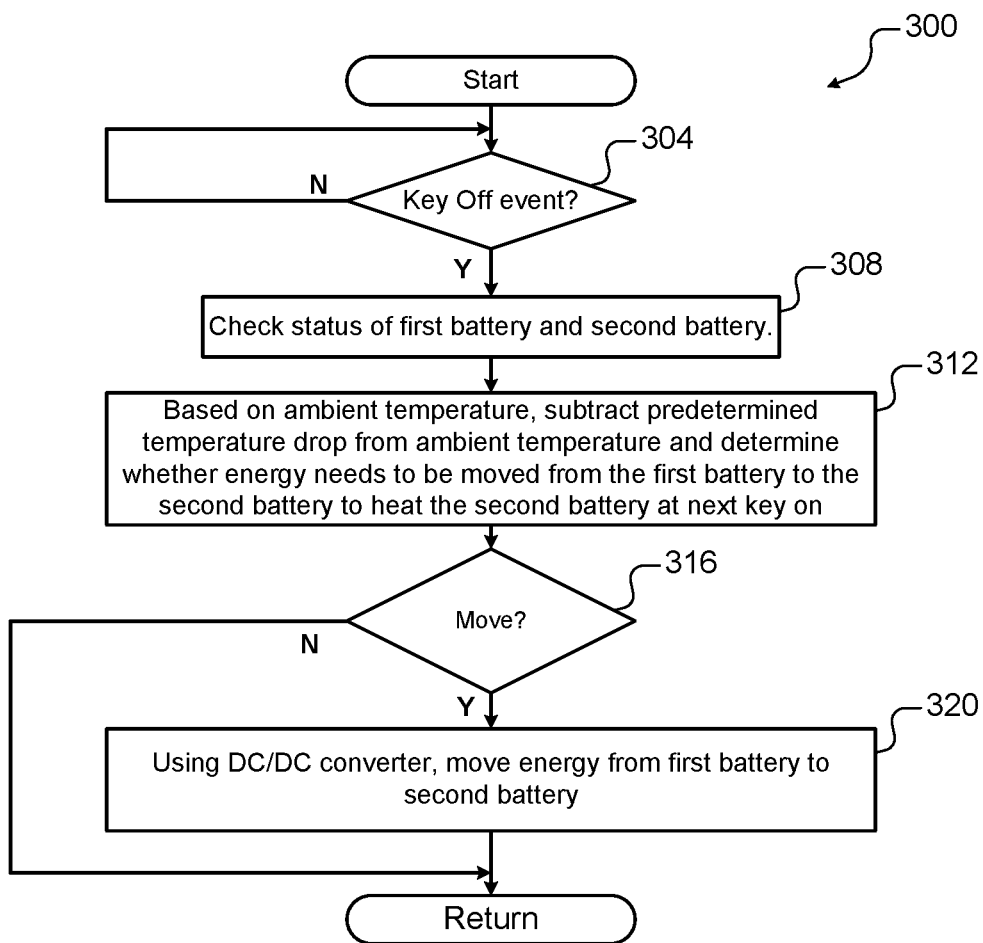 300
Start
304
N
Key Off event?
Y
308
Check status of first battery and second battery.
312
Based on ambient temperature, subtract predetermined
temperature drop from ambient temperature and determine
whether energy needs to be moved from the first battery to
the second battery to heat the second battery at next key on
316
Move?
N
Y
320
Using DC/DC converter, move energy from first battery to
second battery
Return